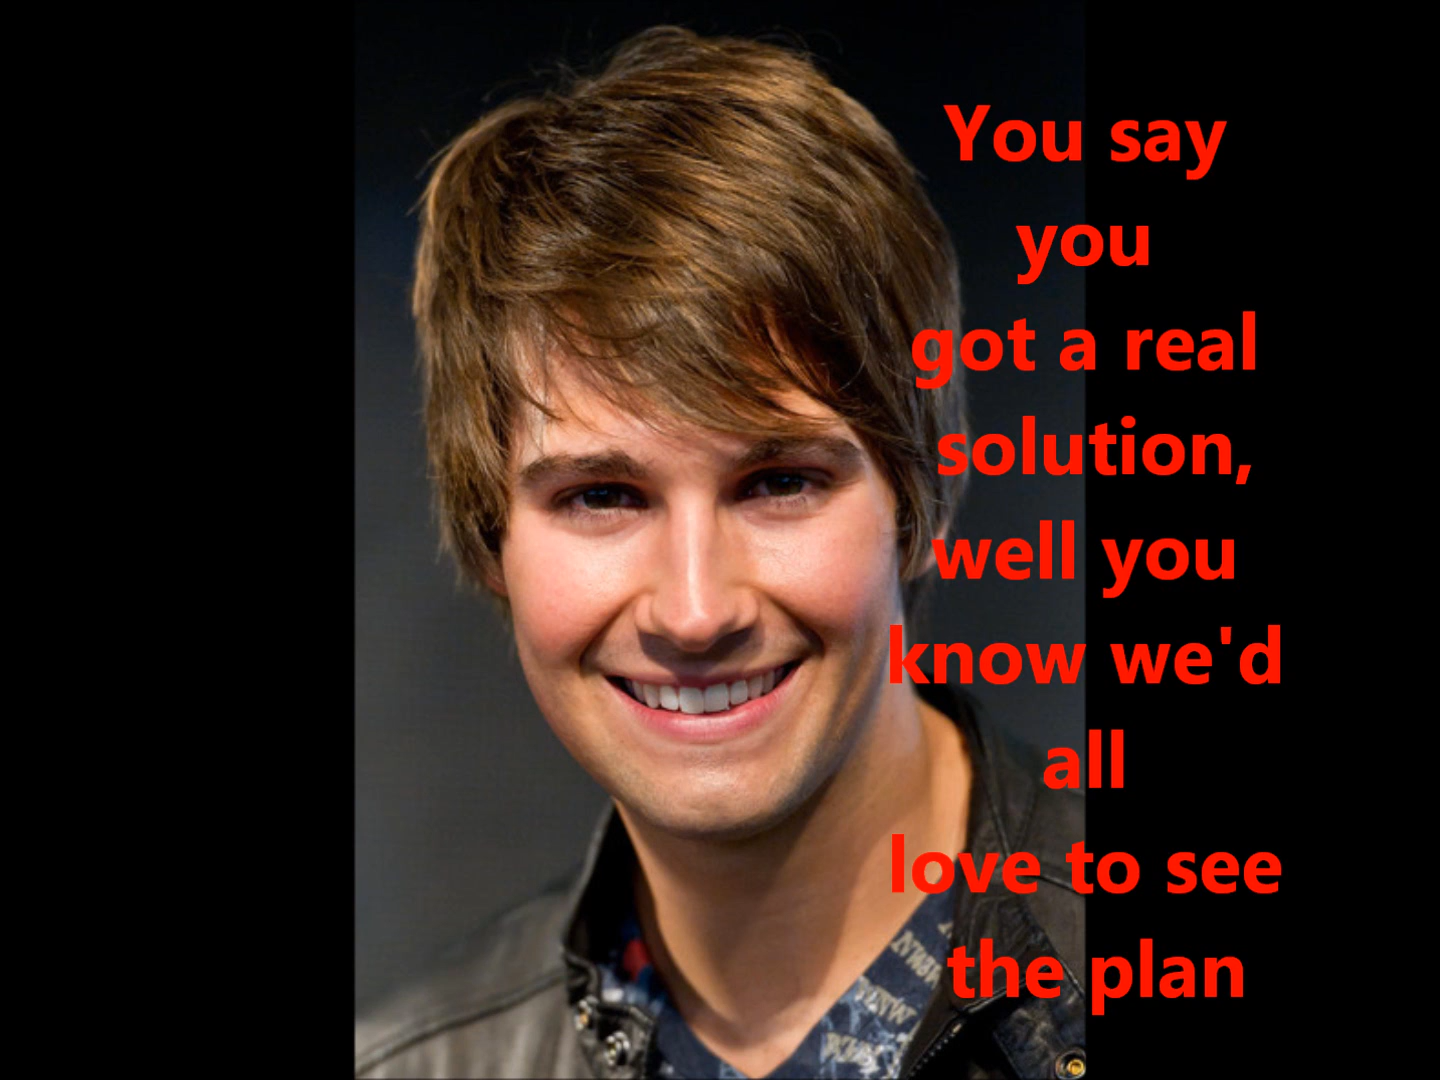 You say
you
got a real
solution,
well you
know we'd
all
love to see
the plan